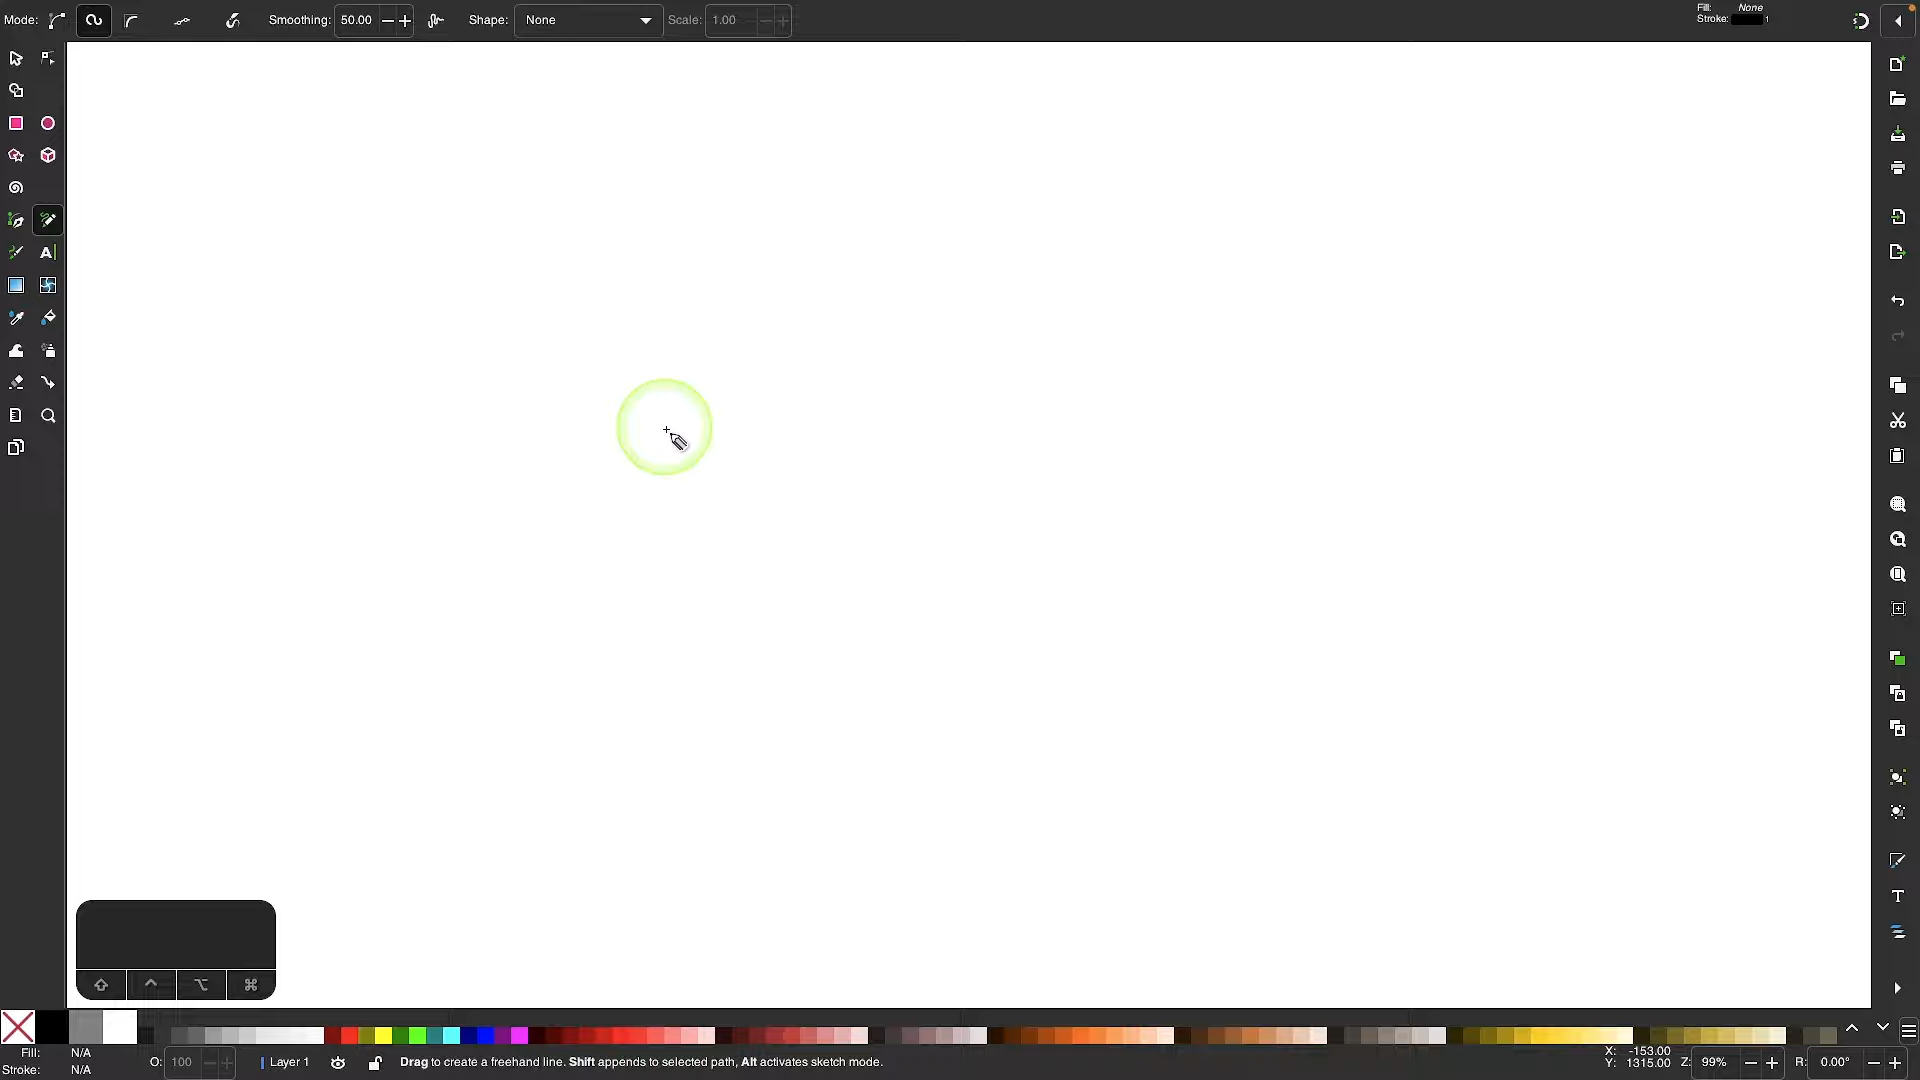 Mode: Smoothing: 50.00 Shape: None Scale: 1.00
Fill: None
Stroke: 1
A
T
Fill: N/A
Stroke: N/A
O: 100 Layer 1 Drag to create a freehand line. Shift appends to selected path, Alt activates sketch mode.
X: -153.00
Y: 1315.00
Z: 99% R: 0.00°